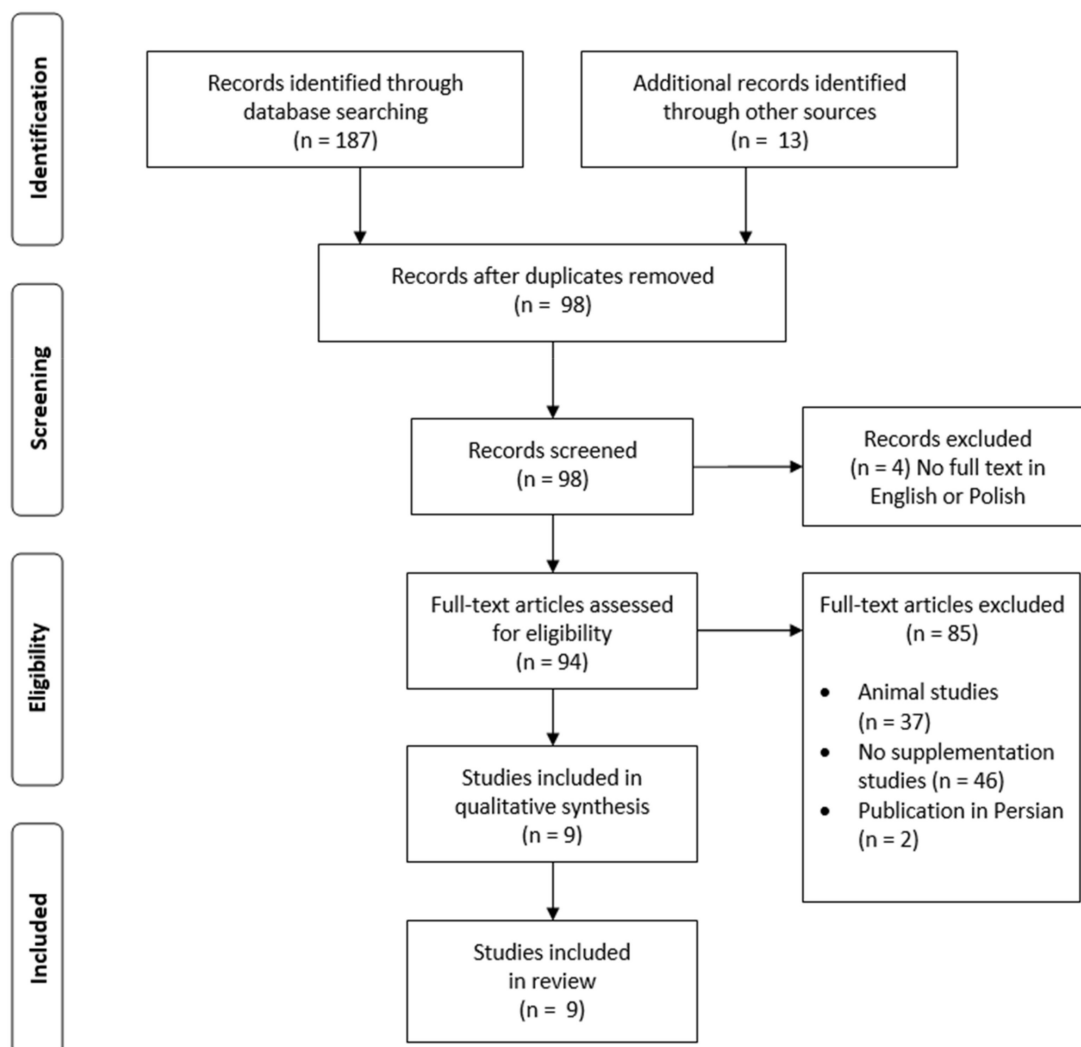 Identification
Records identified through
database searching
(n = 187)
Additional records identified
through other sources
(n = 13)
Records after duplicates removed
(n = 98)
Screening
Records screened
(n = 98)
Records excluded
(n = 4) No full text in
English or Polish
Eligibility
Full-text articles assessed
for eligibility
(n = 94)
Full-text articles excluded
(n = 85)
• Animal studies
(n = 37)
• No supplementation
studies (n = 46)
• Publication in Persian
(n = 2)
Studies included in
qualitative synthesis
(n = 9)
Included
Studies included
in review
(n = 9)